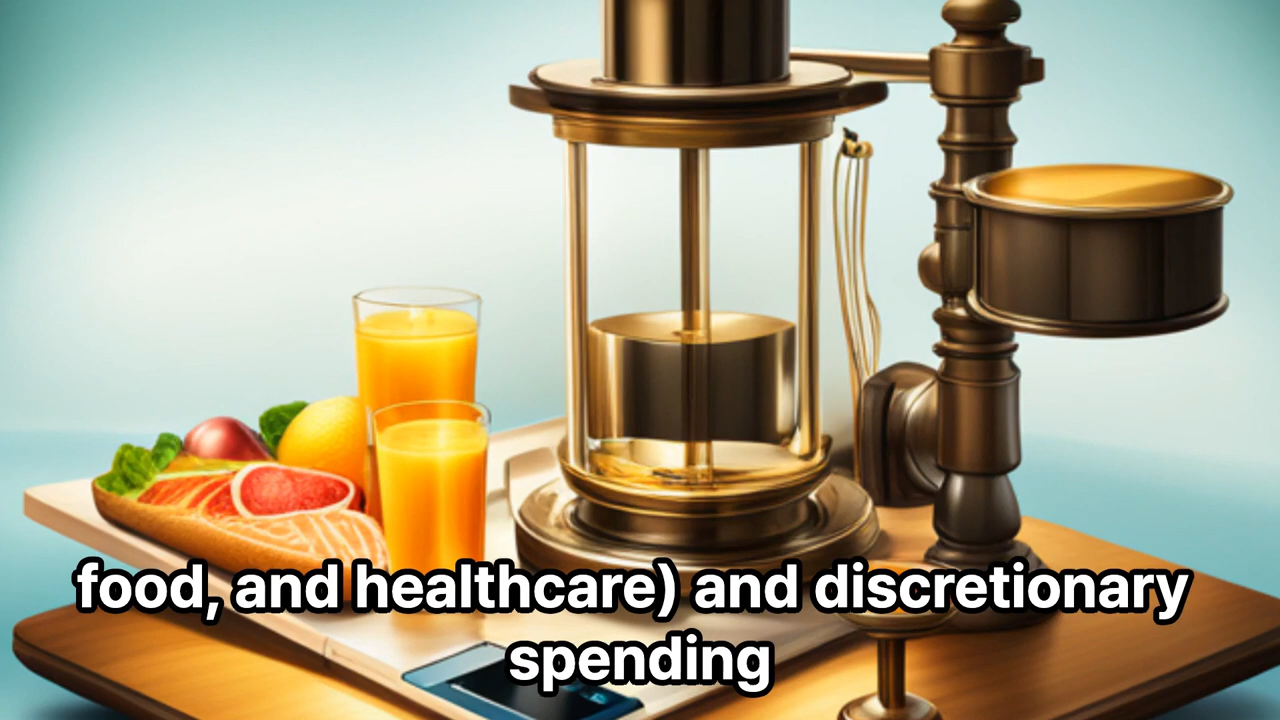 food, and healthcare) and discretionary
spending